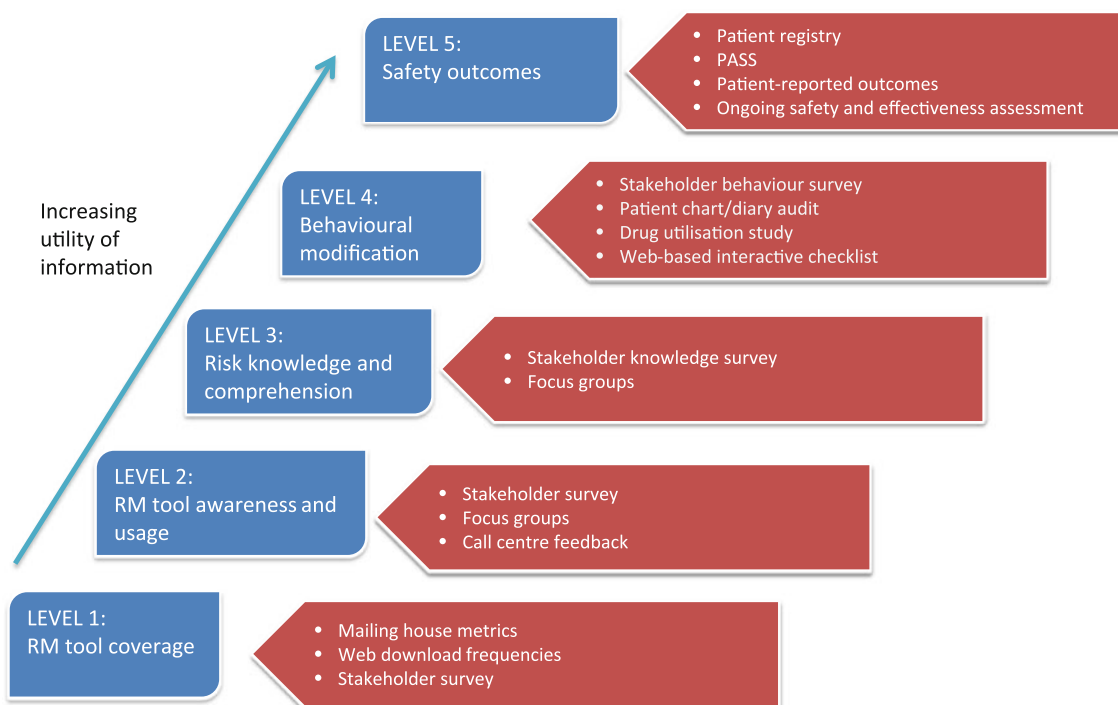 LEVEL 5:
Safety outcomes
• Patient registry
• PASS
• Patient-reported outcomes
• Ongoing safety and effectiveness assessment
LEVEL 4:
Behavioural
modification
• Stakeholder behaviour survey
• Patient chart/diary audit
• Drug utilisation study
• Web-based interactive checklist
Increasing
utility of
information
LEVEL 3:
Risk knowledge and
comprehension
• Stakeholder knowledge survey
• Focus groups
LEVEL 2:
RM tool awareness and
usage
• Stakeholder survey
• Focus groups
• Call centre feedback
LEVEL 1:
RM tool coverage
• Mailing house metrics
• Web download frequencies
• Stakeholder survey